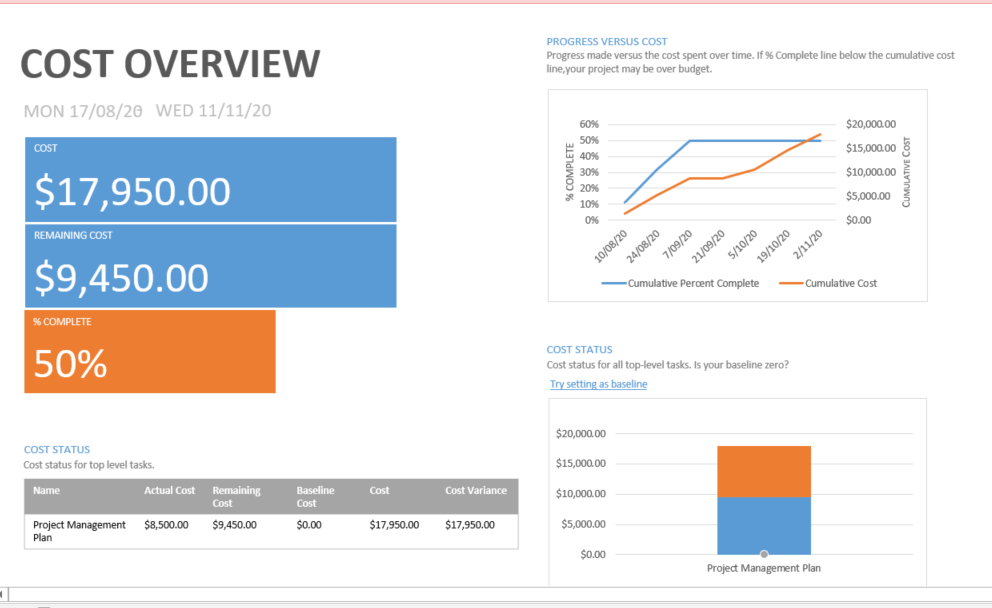 COST OVERVIEW
MON 17/08/20 WED 11/11/20
COST
$17,950.00
REMAINING COST
$9,450.00
% COMPLETE
50%
COST STATUS
Cost status for top level tasks.
Name Actual Cost Remaining Cost Baseline Cost Cost Cost Variance
Project Management Plan $8,500.00 $9,450.00 $0.00 $17,950.00 $17,950.00
PROGRESS VERSUS COST
Progress made versus the cost spent over time. If % Complete line below the cumulative cost
line,your project may be over budget.
% COMPLETE
60%
50%
40%
30%
20%
10%
0%
$20,000.00
$15,000.00
$10,000.00
$5,000.00
$0.00
CUMULATIVE COST
10/08/20 24/08/20 7/09/20 21/09/20 5/10/20 19/10/20 2/11/20
Cumulative Percent Complete Cumulative Cost
COST STATUS
Cost status for all top-level tasks. Is your baseline zero?
Try setting as baseline
$20,000.00
$15,000.00
$10,000.00
$5,000.00
$0.00
Project Management Plan